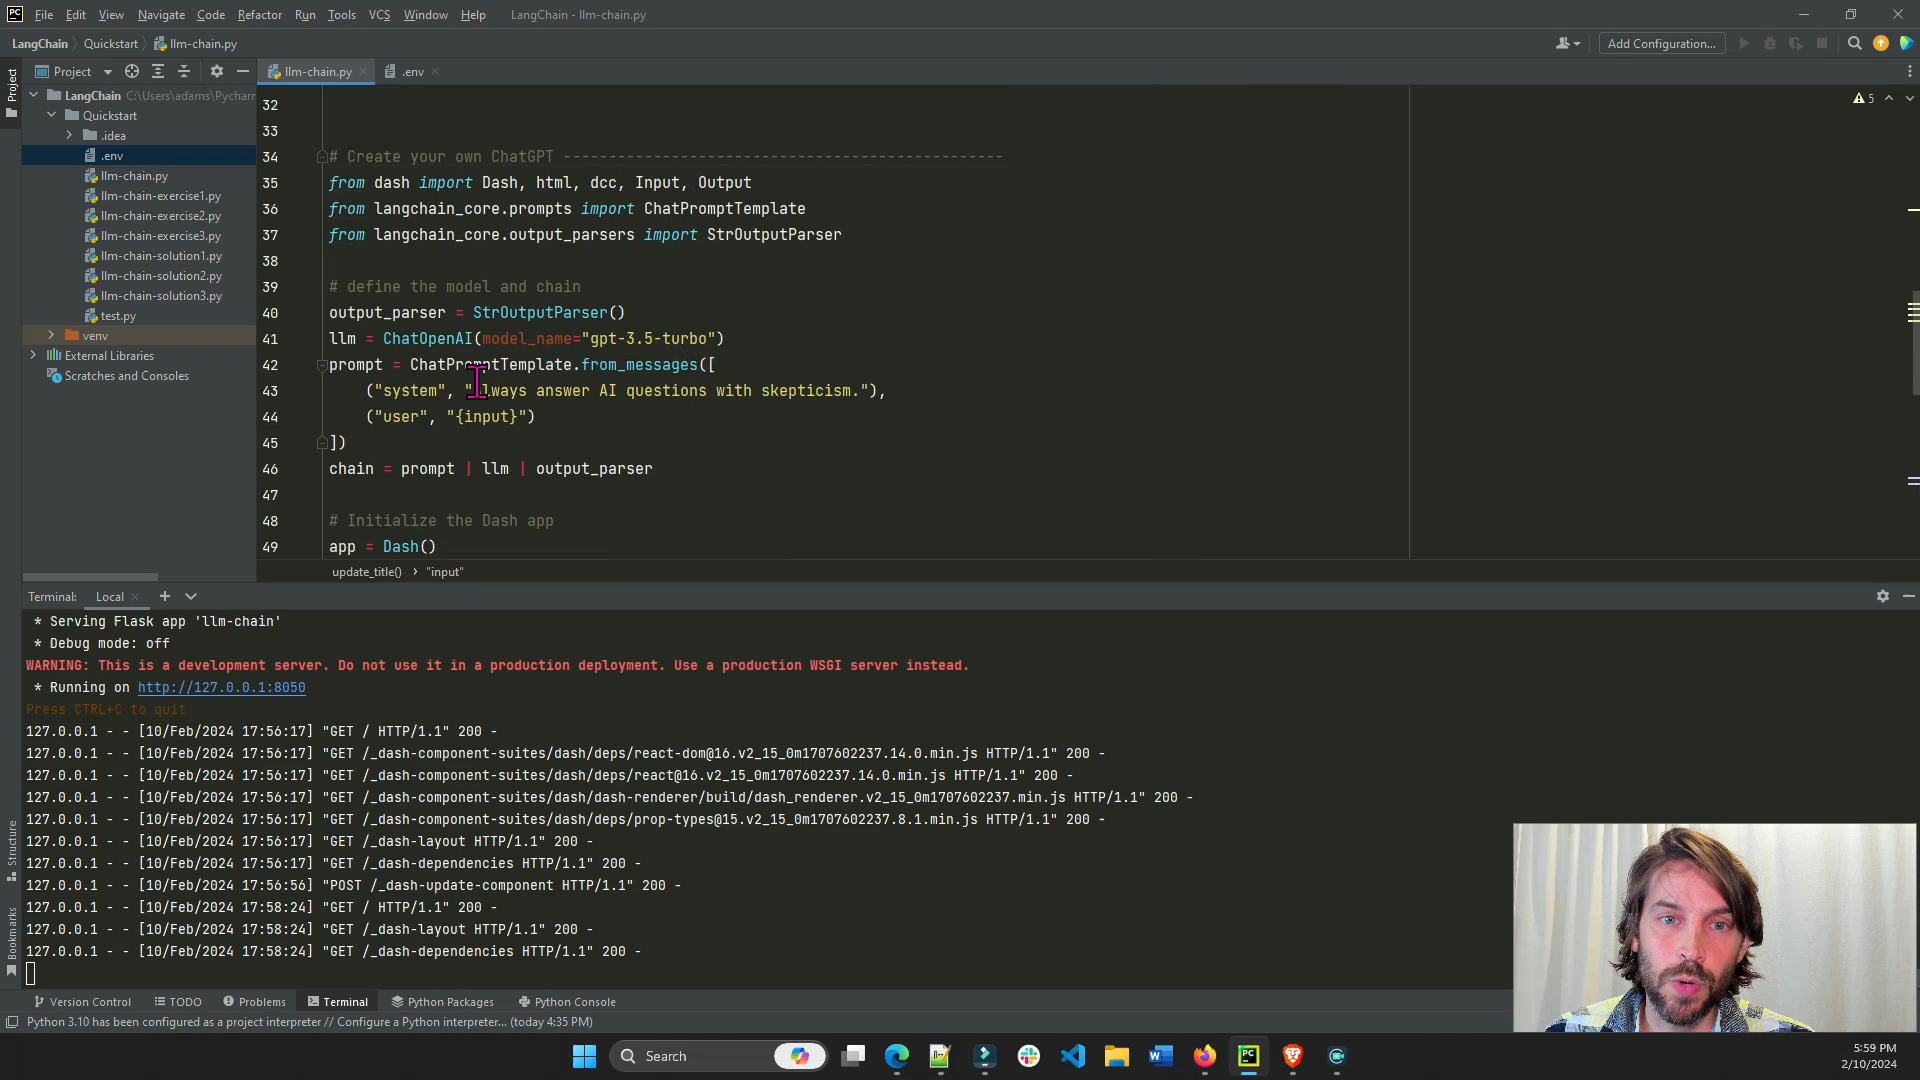 File Edit View Navigate Code Refactor Run Tools VCS Window Help LangChain - llm-chain.py
LangChain Quickstart llm-chain.py Add Configuration...
Project llm-chain.py .env
Project
LangChain C:\Users\adams\Pycharm
Quickstart
.idea
.env
llm-chain.py
llm-chain-exercise1.py
llm-chain-exercise2.py
llm-chain-exercise3.py
llm-chain-solution1.py
llm-chain-solution2.py
llm-chain-solution3.py
test.py
venv
External Libraries
Scratches and Consoles
5
32
33
34 # Create your own ChatGPT ------------------------------------------------
35 from dash import Dash, html, dcc, Input, Output
36 from langchain_core.prompts import ChatPromptTemplate
37 from langchain_core.output_parsers import StrOutputParser
38
39 # define the model and chain
40 output_parser = StrOutputParser()
41 llm = ChatOpenAI(model_name="gpt-3.5-turbo")
42 prompt = ChatPromptTemplate.from_messages([
43 ("system", "Always answer AI questions with skepticism."),
44 ("user", "{input}")
45 ])
46 chain = prompt | llm | output_parser
47
48 # Initialize the Dash app
49 app = Dash()
update_title() › "input"
Terminal: Local
* Serving Flask app 'llm-chain'
* Debug mode: off
WARNING: This is a development server. Do not use it in a production deployment. Use a production WSGI server instead.
* Running on http://127.0.0.1:8050
Press CTRL+C to quit
127.0.0.1 - - [10/Feb/2024 17:56:17] "GET / HTTP/1.1" 200 -
127.0.0.1 - - [10/Feb/2024 17:56:17] "GET /_dash-component-suites/dash/deps/react-dom@16.v2_15_0m1707602237.14.0.min.js HTTP/1.1" 200 -
127.0.0.1 - - [10/Feb/2024 17:56:17] "GET /_dash-component-suites/dash/deps/react@16.v2_15_0m1707602237.14.0.min.js HTTP/1.1" 200 -
127.0.0.1 - - [10/Feb/2024 17:56:17] "GET /_dash-component-suites/dash/dash-renderer/build/dash_renderer.v2_15_0m1707602237.min.js HTTP/1.1" 200 -
127.0.0.1 - - [10/Feb/2024 17:56:17] "GET /_dash-component-suites/dash/deps/prop-types@15.v2_15_0m1707602237.8.1.min.js HTTP/1.1" 200 -
127.0.0.1 - - [10/Feb/2024 17:56:17] "GET /_dash-layout HTTP/1.1" 200 -
127.0.0.1 - - [10/Feb/2024 17:56:17] "GET /_dash-dependencies HTTP/1.1" 200 -
127.0.0.1 - - [10/Feb/2024 17:56:56] "POST /_dash-update-component HTTP/1.1" 200 -
127.0.0.1 - - [10/Feb/2024 17:58:24] "GET / HTTP/1.1" 200 -
127.0.0.1 - - [10/Feb/2024 17:58:24] "GET /_dash-layout HTTP/1.1" 200 -
127.0.0.1 - - [10/Feb/2024 17:58:24] "GET /_dash-dependencies HTTP/1.1" 200 -
Structure
Bookmarks
Version Control TODO Problems Terminal Python Packages Python Console
Python 3.10 has been configured as a project interpreter // Configure a Python interpreter... (today 4:35 PM)
Search
5:59 PM
2/10/2024